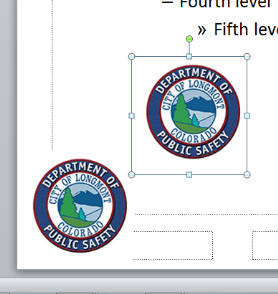 – Fourth level
» Fifth lev
DEPARTMENT OF
CITY OF LONGMONT
COLORADO
PUBLIC SAFETY
DEPARTMENT OF
CITY OF LONGMONT
COLORADO
PUBLIC SAFETY